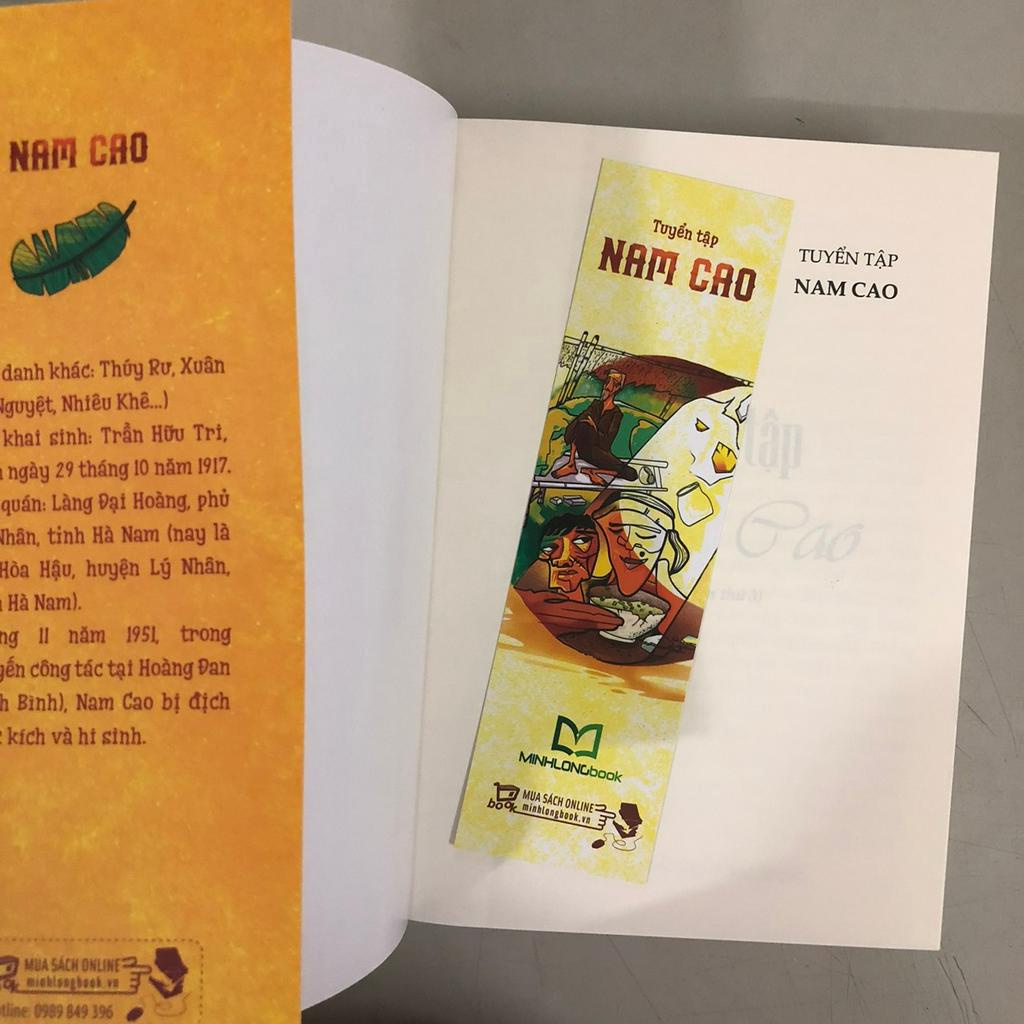 NAM CAO
danh khác: Thúy Rư, Xuân
Nguyệt, Nhiêu Khê...)
khai sinh: Trần Hữu Tri,
ngày 29 tháng 10 năm 1917.
quán: Làng Đại Hoàng, phủ
Nhân, tỉnh Hà Nam (nay là
Hòa Hậu, huyện Lý Nhân,
Hà Nam).
11 năm 1951, trong
công tác tại Hoàng Đan
Bình), Nam Cao bị địch
kích và hi sinh.
MUA SÁCH ONLINE
minhlongbook.vn
0989 849 396
Tuyển tập
NAM CAO
MINHLONGbook
book
MUA SÁCH ONLINE
minhlongbook.vn
TUYỂN TẬP
NAM CAO
tập
Cao